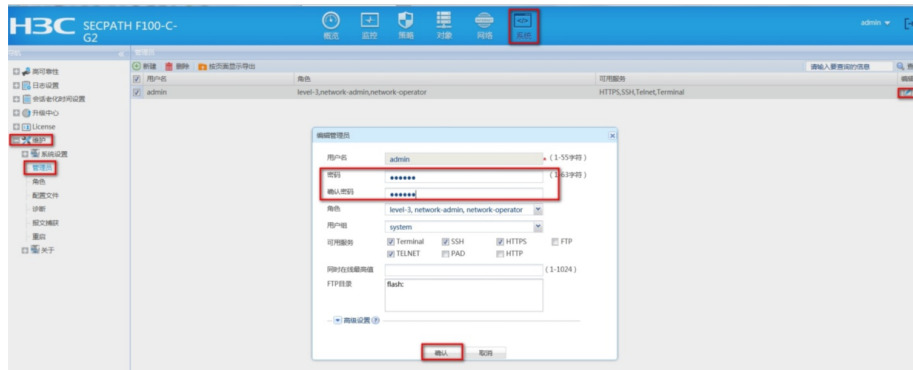 H3C SECPATH F100-C-G2
概览 监控 策略 对象 网络 系统
admin
管理员
新建 删除 按页面显示导出
请输入要查询的信息
用户名 角色 可用服务 编辑
admin level-3,network-admin,network-operator HTTPS,SSH,Telnet,Terminal
高可靠性
日志设置
会话老化时间设置
升级中心
License
维护
系统设置
管理员
角色
配置文件
诊断
报文捕获
重启
关于
编辑管理员
用户名 admin (1-55字符)
密码 •••••• (1-63字符)
确认密码 ••••••
角色 level-3, network-admin, network-operator
用户组 system
可用服务 Terminal SSH HTTPS FTP
TELNET PAD HTTP
同时在线最高值 (1-1024)
FTP目录 flash:
高级设置
确认 取消